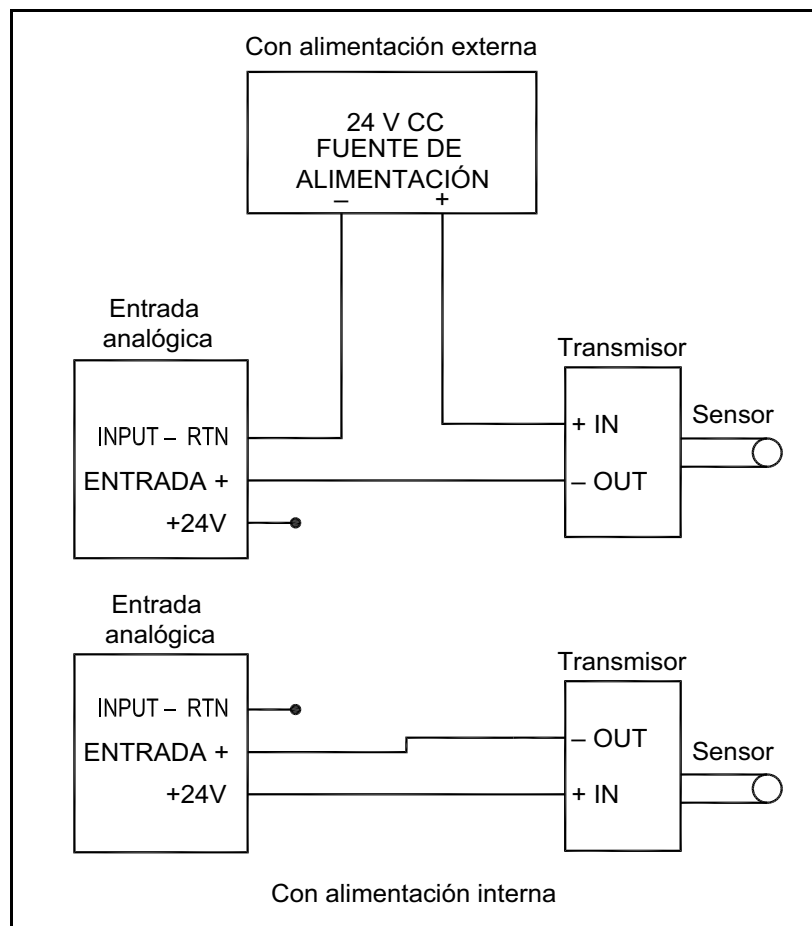 Con alimentación externa
24 V CC
FUENTE DE
ALIMENTACIÓN
– +
Entrada
analógica
INPUT – RTN
ENTRADA +
+24V
Transmisor
+ IN
– OUT
Sensor
Entrada
analógica
INPUT – RTN
ENTRADA +
+24V
Transmisor
– OUT
+ IN
Sensor
Con alimentación interna